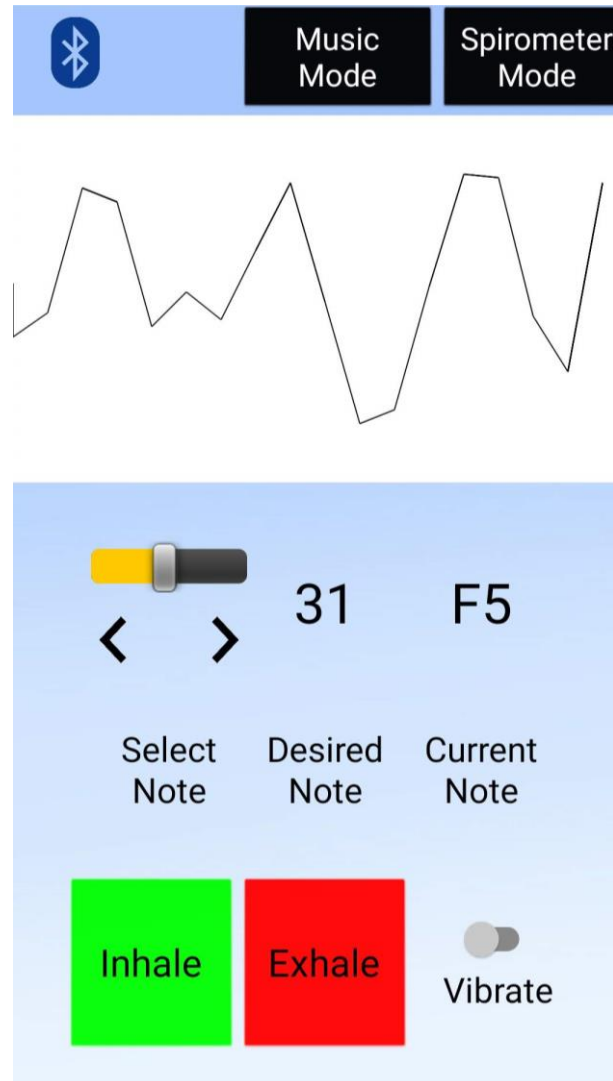 Music
Mode
Spirometer
Mode
31
F5
Select
Note
Desired
Note
Current
Note
Inhale
Exhale
Vibrate